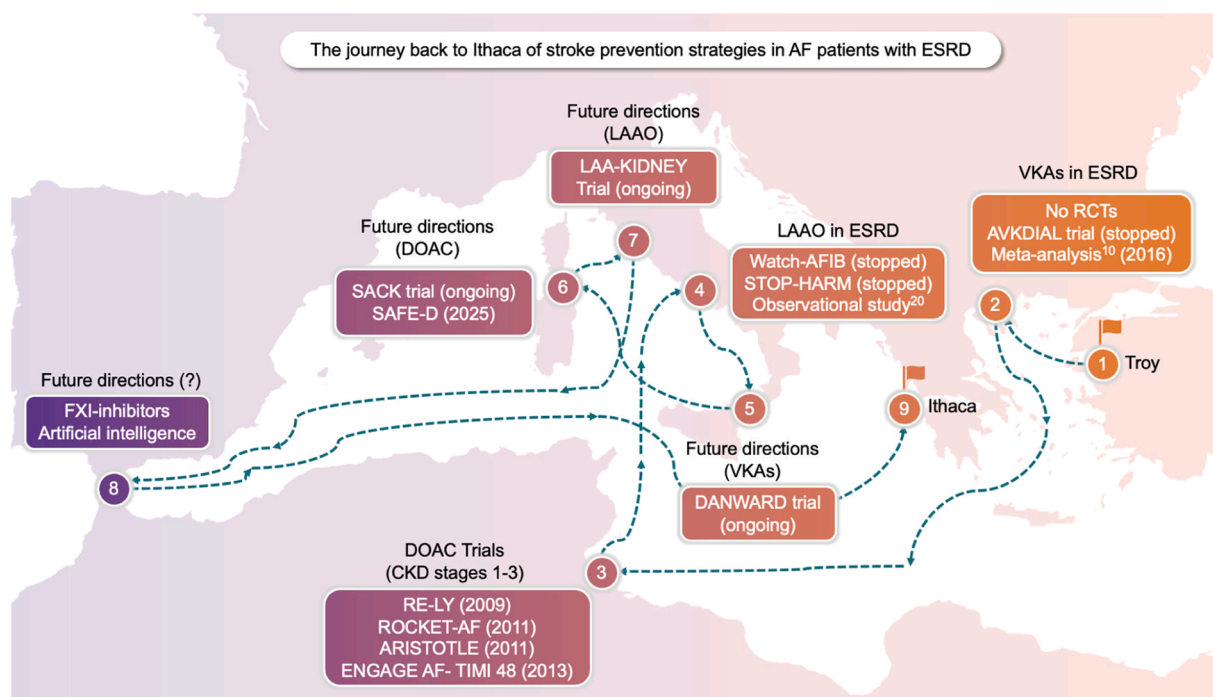 The journey back to Ithaca of stroke prevention strategies in AF patients with ESRD
Future directions
(LAAO)
LAA-KIDNEY
Trial (ongoing)
VKAs in ESRD
No RCTs
AVKDIAL trial (stopped)
Meta-analysis¹⁰ (2016)
Future directions
(DOAC)
SACK trial (ongoing)
SAFE-D (2025)
LAAO in ESRD
Watch-AFIB (stopped)
STOP-HARM (stopped)
Observational study²⁰
7
6
4
2
1
Troy
Future directions (?)
FXI-inhibitors
Artificial intelligence
5
9
Ithaca
8
Future directions
(VKAs)
DANWARD trial
(ongoing)
3
DOAC Trials
(CKD stages 1-3)
RE-LY (2009)
ROCKET-AF (2011)
ARISTOTLE (2011)
ENGAGE AF- TIMI 48 (2013)